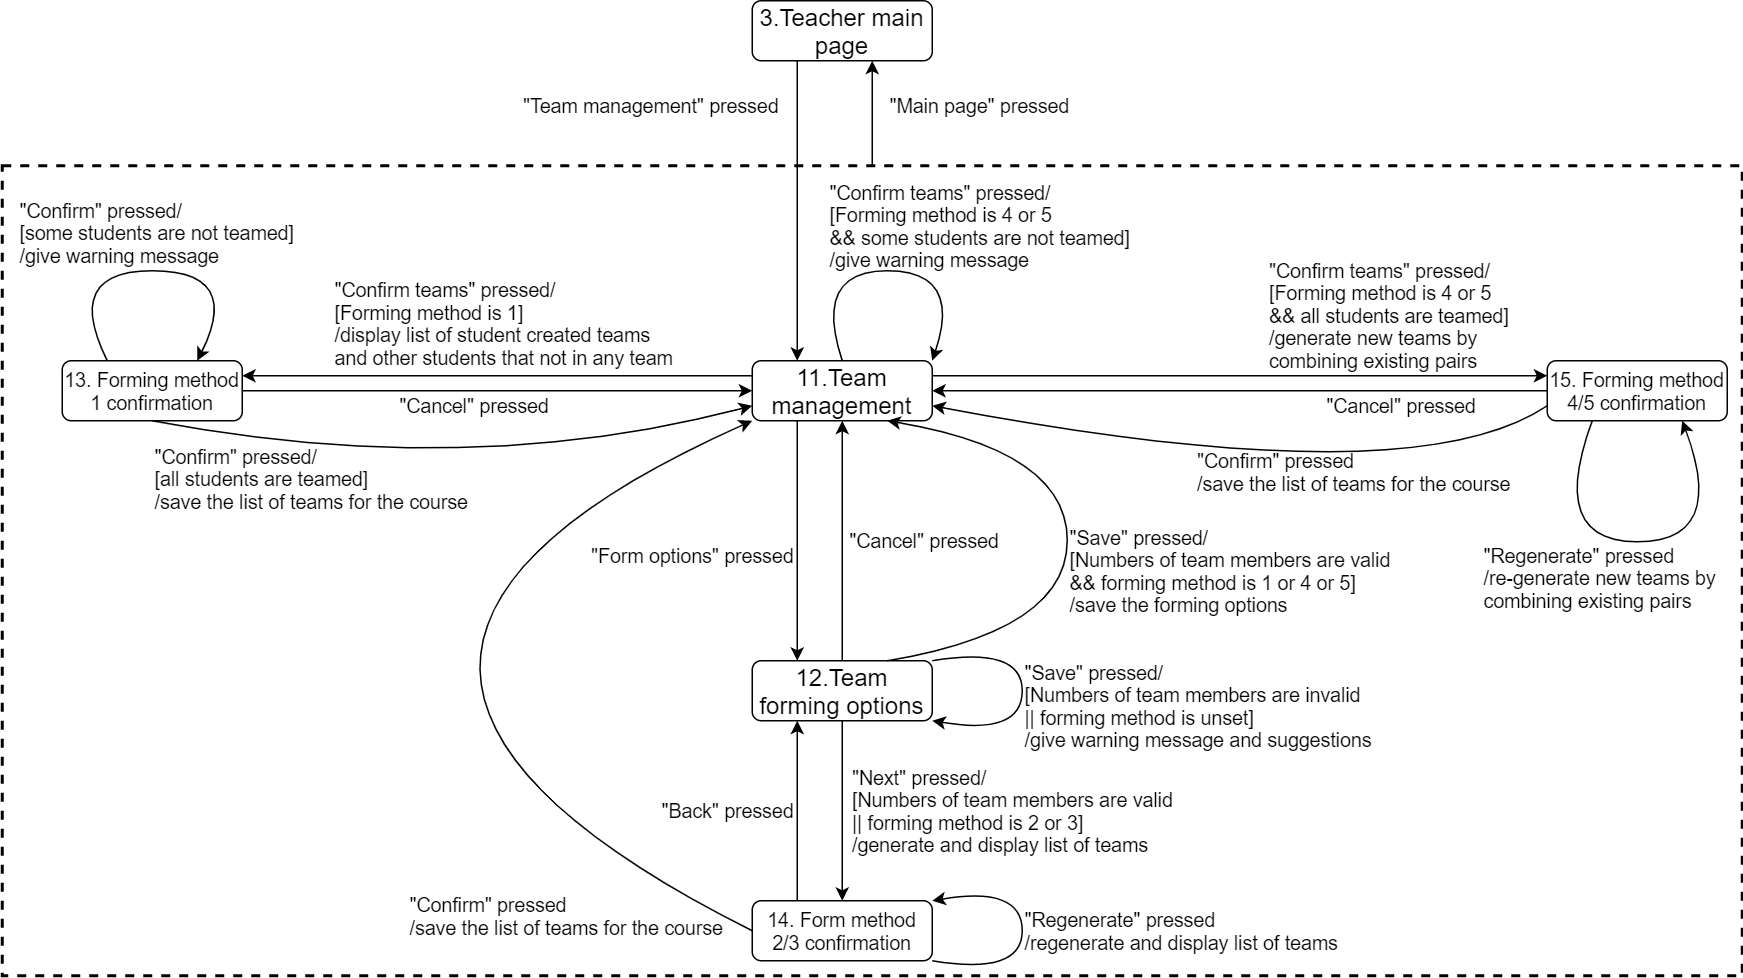 3.Teacher main
page
"Team management" pressed
"Main page" pressed
"Confirm" pressed/
[some students are not teamed]
/give warning message
"Confirm teams" pressed/
[Forming method is 4 or 5
&& some students are not teamed]
/give warning message
"Confirm teams" pressed/
[Forming method is 1]
/display list of student created teams
and other students that not in any team
"Confirm teams" pressed/
[Forming method is 4 or 5
&& all students are teamed]
/generate new teams by
combining existing pairs
13. Forming method
1 confirmation
11.Team
management
15. Forming method
4/5 confirmation
"Cancel" pressed
"Cancel" pressed
"Confirm" pressed/
[all students are teamed]
/save the list of teams for the course
"Confirm" pressed
/save the list of teams for the course
"Form options" pressed
"Cancel" pressed
"Save" pressed/
[Numbers of team members are valid
&& forming method is 1 or 4 or 5]
/save the forming options
"Regenerate" pressed
/re-generate new teams by
combining existing pairs
12.Team
forming options
"Save" pressed/
[Numbers of team members are invalid
|| forming method is unset]
/give warning message and suggestions
"Back" pressed
"Next" pressed/
[Numbers of team members are valid
|| forming method is 2 or 3]
/generate and display list of teams
"Confirm" pressed
/save the list of teams for the course
14. Form method
2/3 confirmation
"Regenerate" pressed
/regenerate and display list of teams